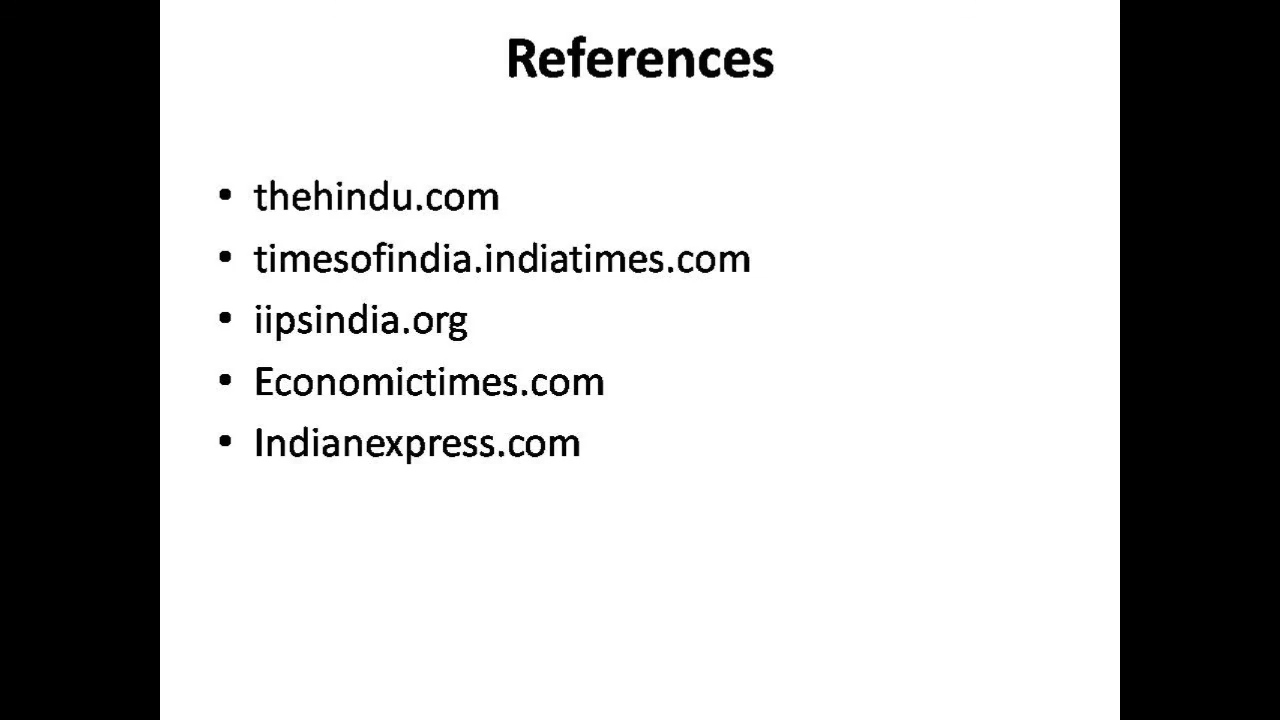 References
• thehindu.com
• timesofindia.indiatimes.com
• iipsindia.org
• Economictimes.com
• Indianexpress.com